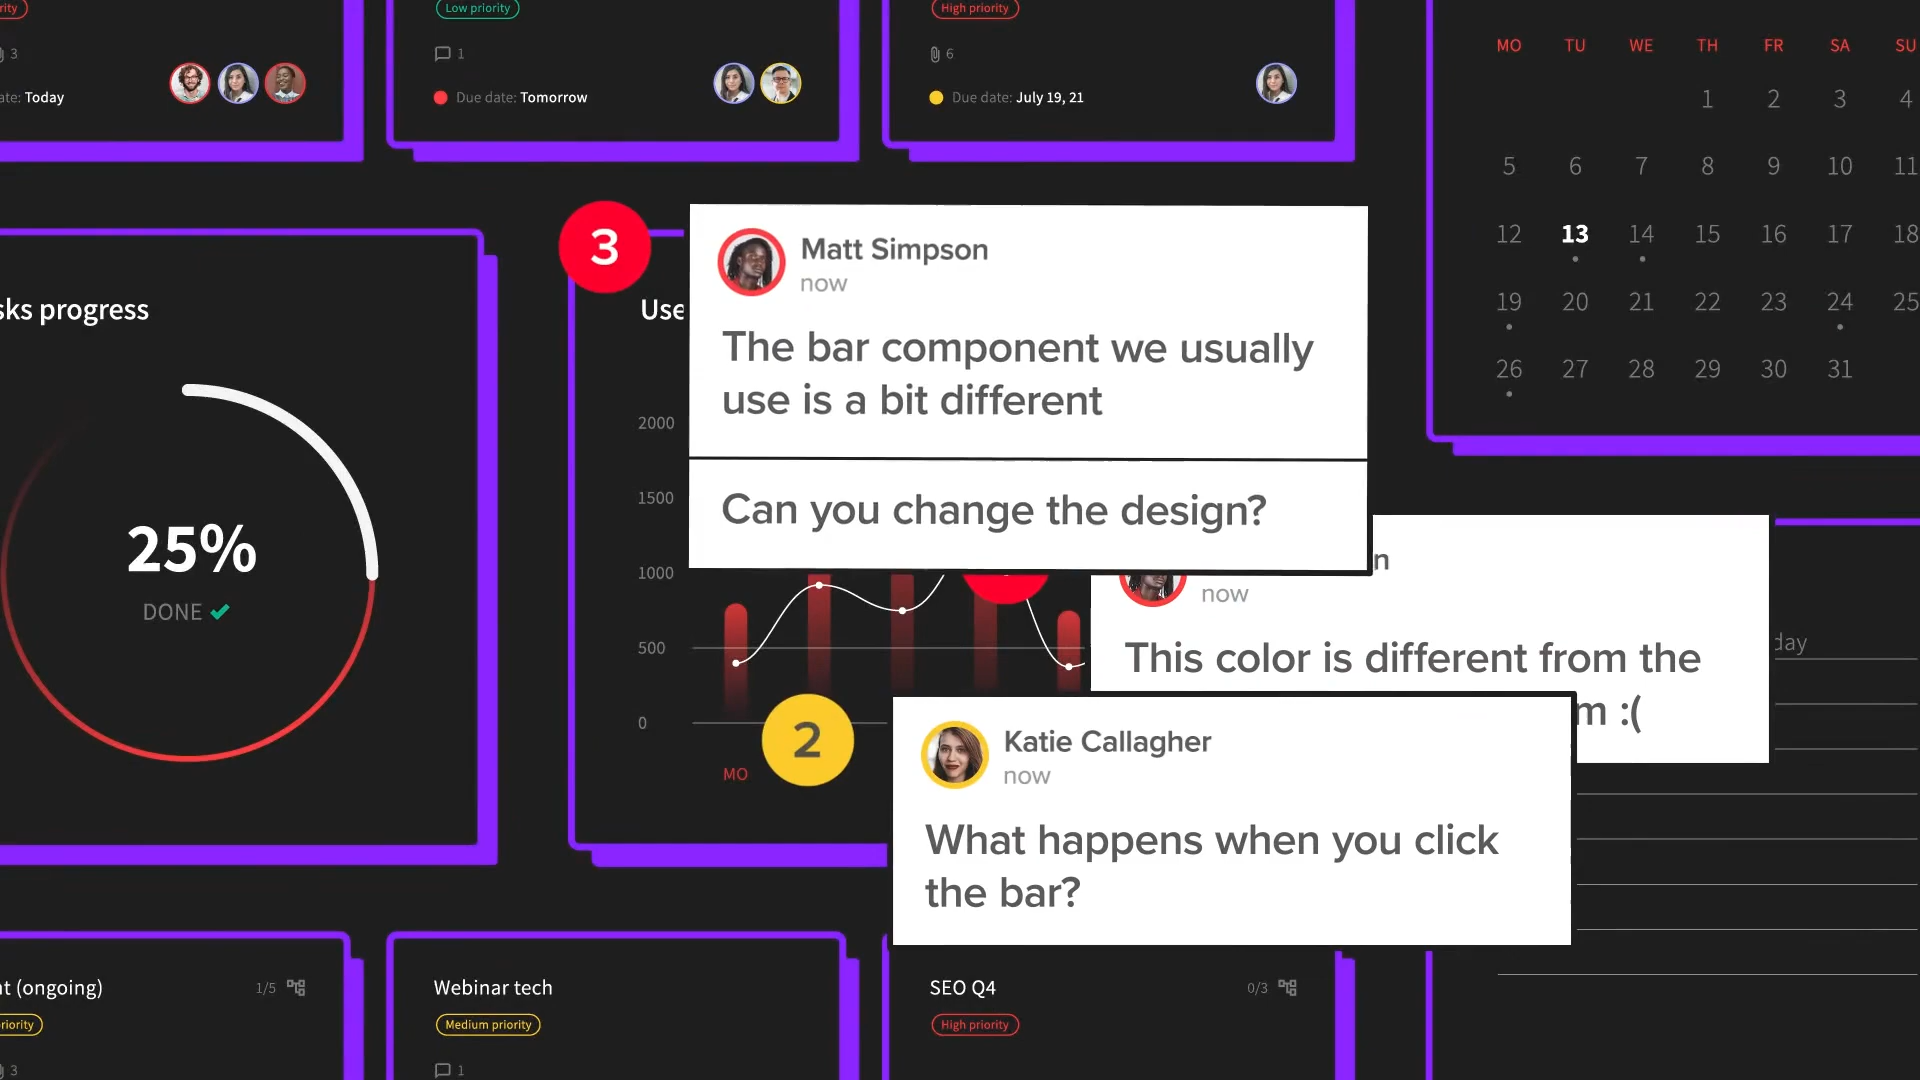 Low priority
High priority
3
1
6
Today
Due date: Tomorrow
Due date: July 19, 21
MO TU WE TH FR SA SU
1 2 3 4
5 6 7 8 9 10 11
12 13 14 15 16 17 18
19 20 21 22 23 24 25
26 27 28 29 30 31
progress
25%
DONE
3
2000
1500
1000
500
0
MO
Matt Simpson
now
The bar component we usually
use is a bit different
Can you change the design?
now
This color is different from the
:(
2
Katie Callagher
now
What happens when you click
the bar?
(ongoing)
1/5
3
Webinar tech
Medium priority
1
SEO Q4
0/3
High priority